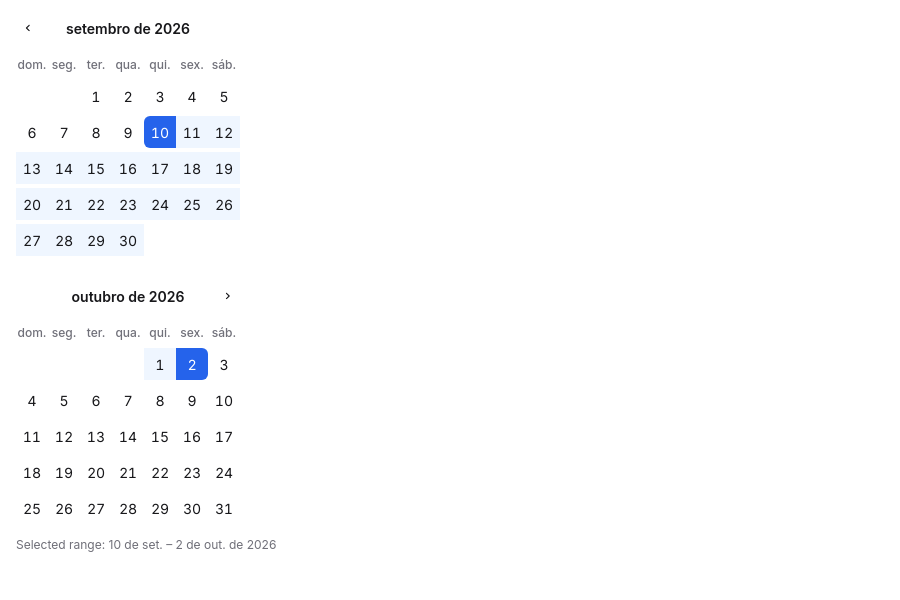 setembro de 2026
dom. seg. ter. qua. qui. sex. sáb.
1 2 3 4 5
6 7 8 9 10 11 12
13 14 15 16 17 18 19
20 21 22 23 24 25 26
27 28 29 30
outubro de 2026
dom. seg. ter. qua. qui. sex. sáb.
1 2 3
4 5 6 7 8 9 10
11 12 13 14 15 16 17
18 19 20 21 22 23 24
25 26 27 28 29 30 31
Selected range: 10 de set. – 2 de out. de 2026